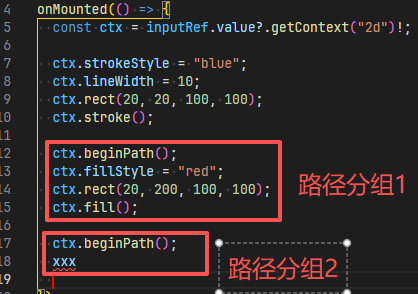 4 onMounted(() => {
5 const ctx = inputRef.value?.getContext("2d")!;
6
7 ctx.strokeStyle = "blue";
8 ctx.lineWidth = 10;
9 ctx.rect(20, 20, 100, 100);
10 ctx.stroke();
11
12 ctx.beginPath();
13 ctx.fillStyle = "red";
14 ctx.rect(20, 200, 100, 100);
15 ctx.fill();
路径分组1
16
17 ctx.beginPath();
18 xxx
路径分组2
19
20 })